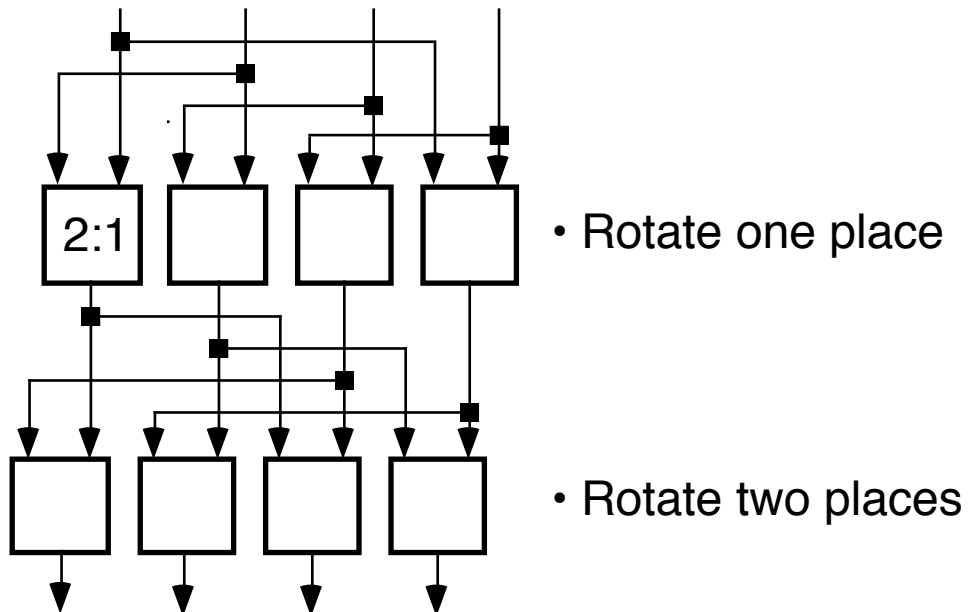 2:1
• Rotate one place
• Rotate two places